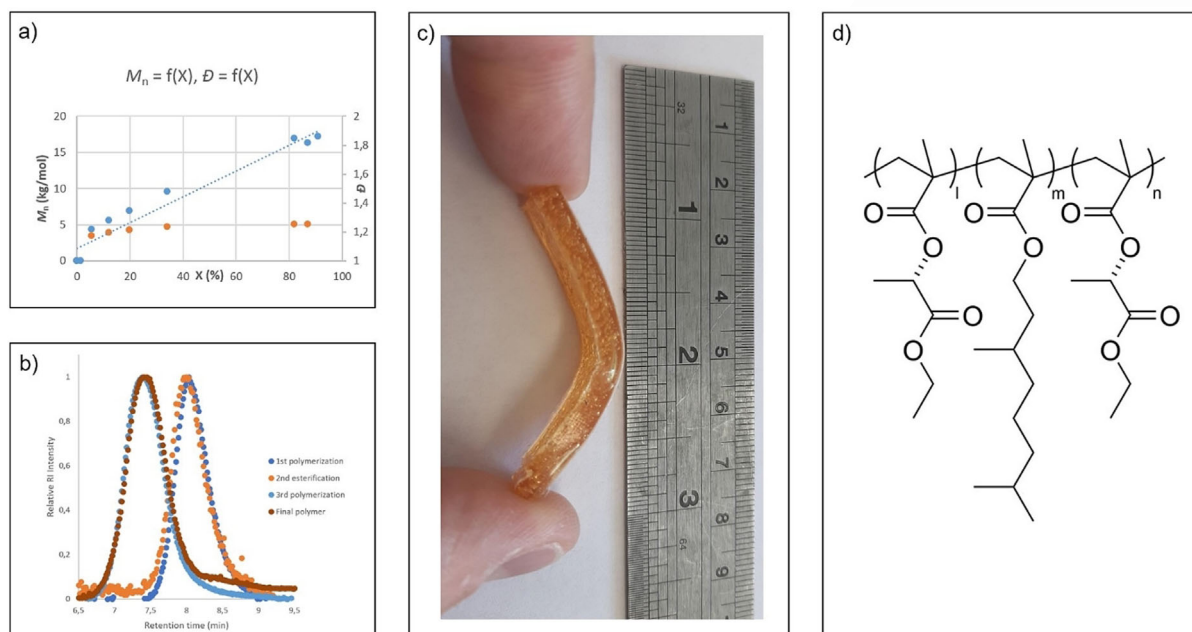 a)
Mn = f(X), Đ = f(X)
20
15
10
5
0
Mn (kg/mol)
2
1,8
1,6
1,4
1,2
1
Đ
0
20
40
60
80
100
X (%)
b)
1
0,8
0,6
0,4
0,2
0
Relative RI Intensity
1st polymerization
2nd esterification
3rd polymerization
Final polymer
6,5
7
7,5
8
8,5
9
9,5
Retention time (min)
c)
32
1
2
1
3
4
2
5
6
7
3
8
64
9
d)
l
m
n
O
O
O
O
O
O
O
O
O
O